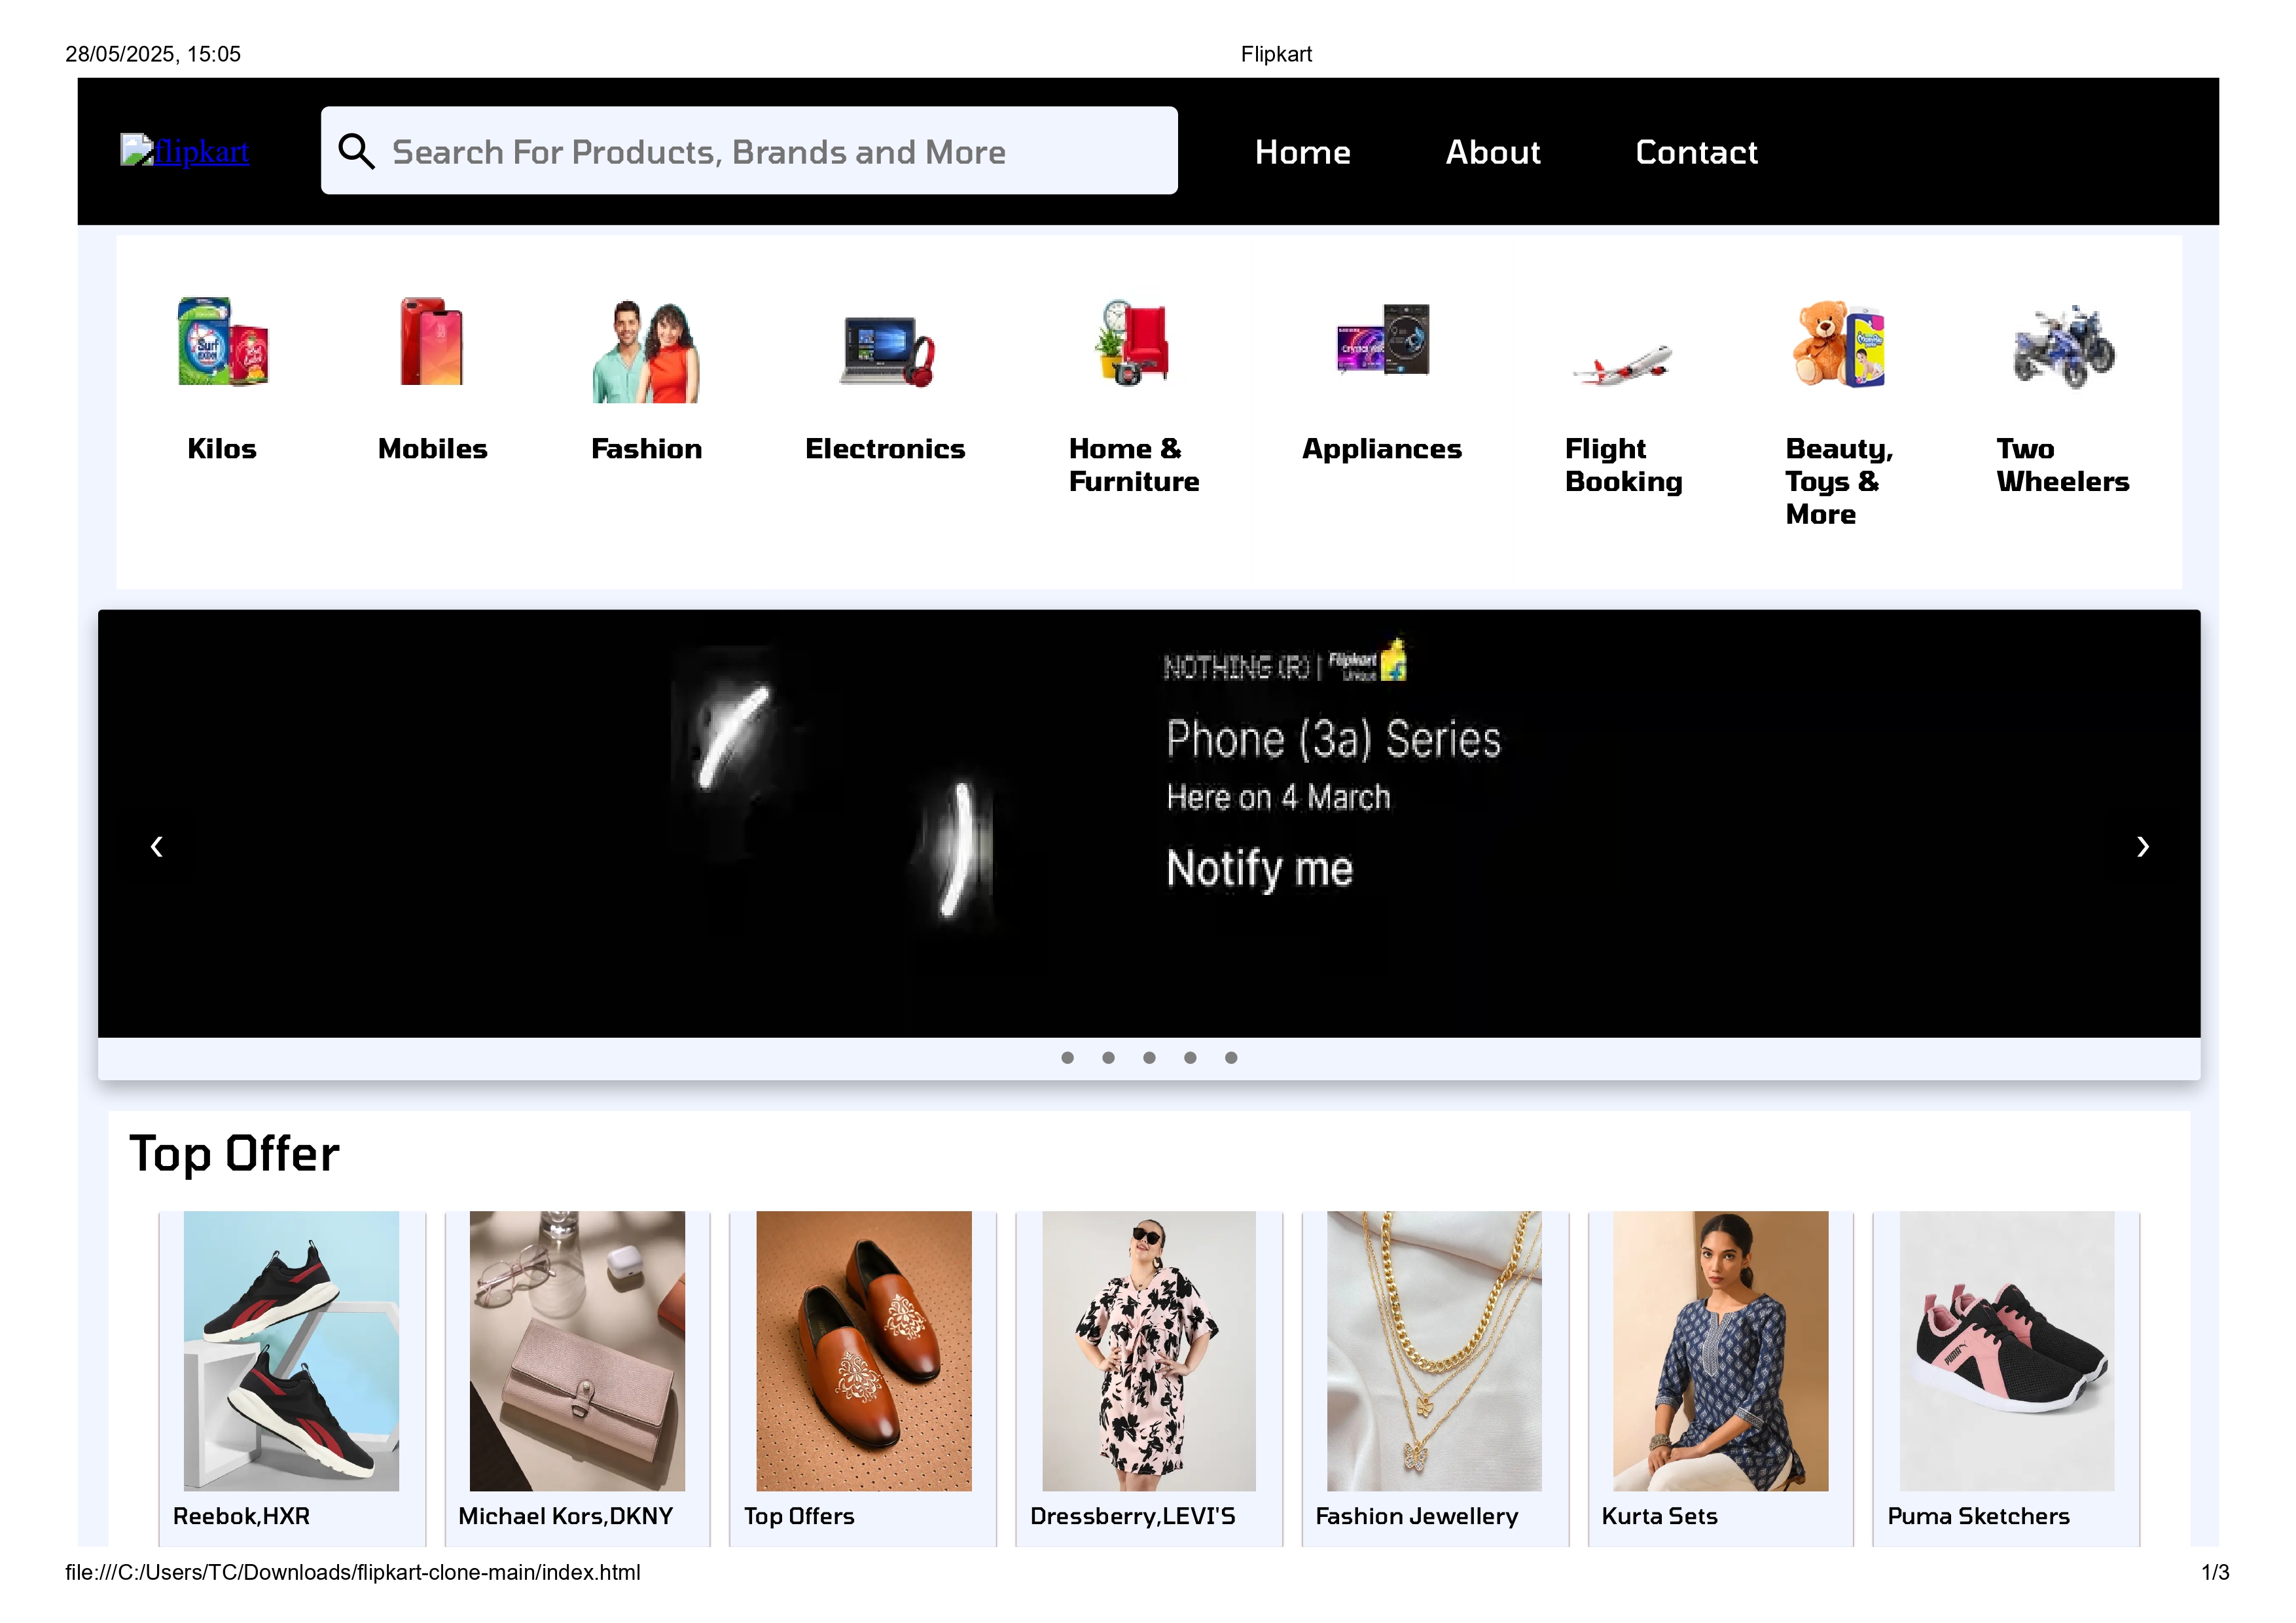 28/05/2025, 15:05
Flipkart
flipkart
Search For Products, Brands and More
Home
About
Contact
Surf
excel
Kilos
Mobiles
Fashion
Electronics
Home &
Furniture
Appliances
Flight
Booking
Beauty,
Toys &
More
Two
Wheelers
NOTHING (R) | Flipkart
Unique
Phone (3a) Series
Here on 4 March
Notify me
‹
›
Top Offer
PUMA
Reebok,HXR
Michael Kors,DKNY
Top Offers
Dressberry,LEVI'S
Fashion Jewellery
Kurta Sets
Puma Sketchers
file:///C:/Users/TC/Downloads/flipkart-clone-main/index.html
1/3